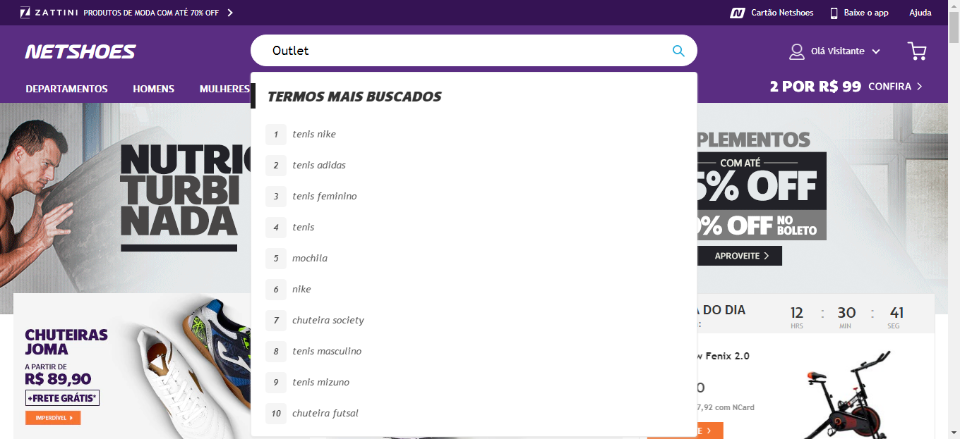 ZATTINI PRODUTOS DE MODA COM ATÉ 70% OFF
Cartão Netshoes
Baixe o app
Ajuda
NETSHOES
Outlet
Olá Visitante
DEPARTAMENTOS
HOMENS
MULHERES
2 POR R$ 99 CONFIRA
TERMOS MAIS BUSCADOS
1 tenis nike
2 tenis adidas
3 tenis feminino
4 tenis
5 mochila
6 nike
7 chuteira society
8 tenis masculino
9 tenis mizuno
10 chuteira futsal
TURBI
NADA
COM ATÉ
5% OFF
% OFF NO BOLETO
APROVEITE
CHUTEIRAS
JOMA
A PARTIR DE
R$ 89,90
+FRETE GRÁTIS*
IMPERDÍVEL
DO DIA
12 : 30 : 41
HRS MIN SEG
Fenix 2.0
7,92 com NCard